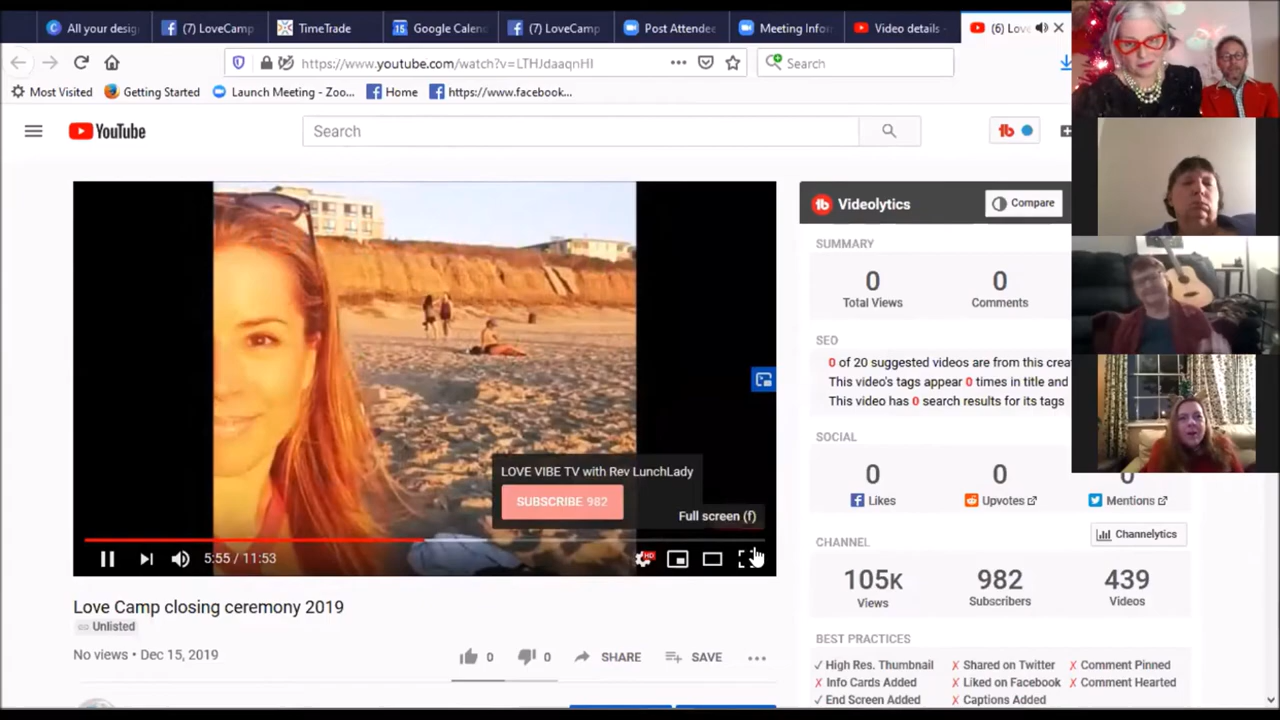 All your desig
(7) LoveCamp
TimeTrade
15 Google Calen
(7) LoveCamp
Post Attendee
Meeting Info
Video details
(6) Love
https://www.youtube.com/watch?v=LTHJdaaqnHI
Search
Most Visited
Getting Started
Launch Meeting - Zoo...
Home
https://www.facebook...
YouTube
Search
tb
tb Videolytics
Compare
SUMMARY
0
0
Total Views
Comments
SEO
0 of 20 suggested videos are from this crea
This video's tags appear 0 times in title and
This video has 0 search results for its tags
SOCIAL
0
0
0
Likes
Upvotes
Mentions
Channelytics
CHANNEL
105K
982
439
Views
Subscribers
Videos
BEST PRACTICES
✓ High Res. Thumbnail
✗ Shared on Twitter
✗ Comment Pinned
✗ Info Cards Added
✗ Liked on Facebook
✗ Comment Hearted
✓ End Screen Added
✗ Captions Added
LOVE VIBE TV with Rev LunchLady
SUBSCRIBE 982
Full screen (f)
5:55 / 11:53
HD
Love Camp closing ceremony 2019
Unlisted
No views • Dec 15, 2019
0
0
SHARE
SAVE